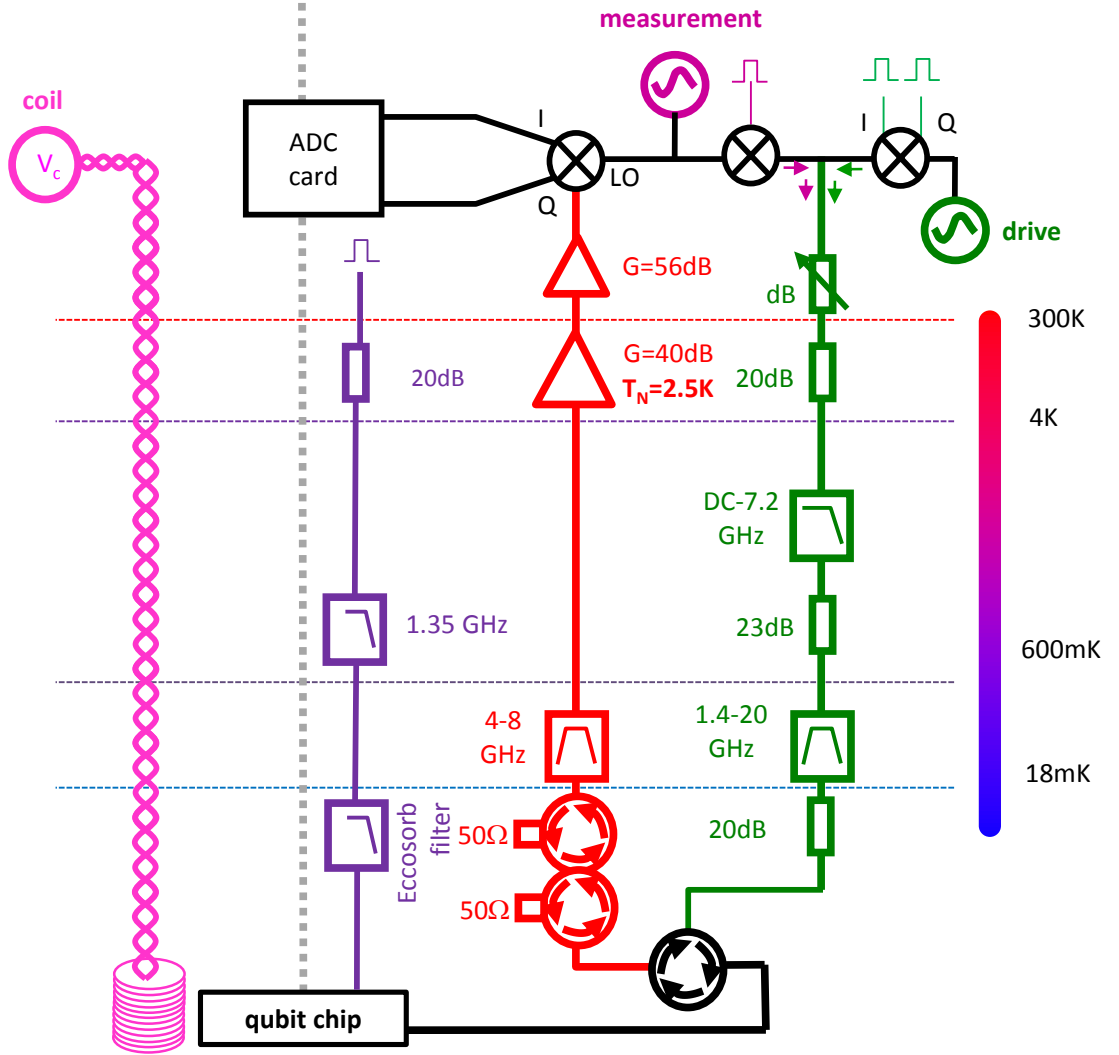 measurement
coil
V_c
ADC
card
I
Q
LO
I
Q
drive
G=56dB
dB
300K
20dB
G=40dB
T_N=2.5K
20dB
4K
DC-7.2
GHz
1.35 GHz
23dB
600mK
4-8
GHz
1.4-20
GHz
18mK
Eccosorb
filter
50Ω
20dB
50Ω
qubit chip